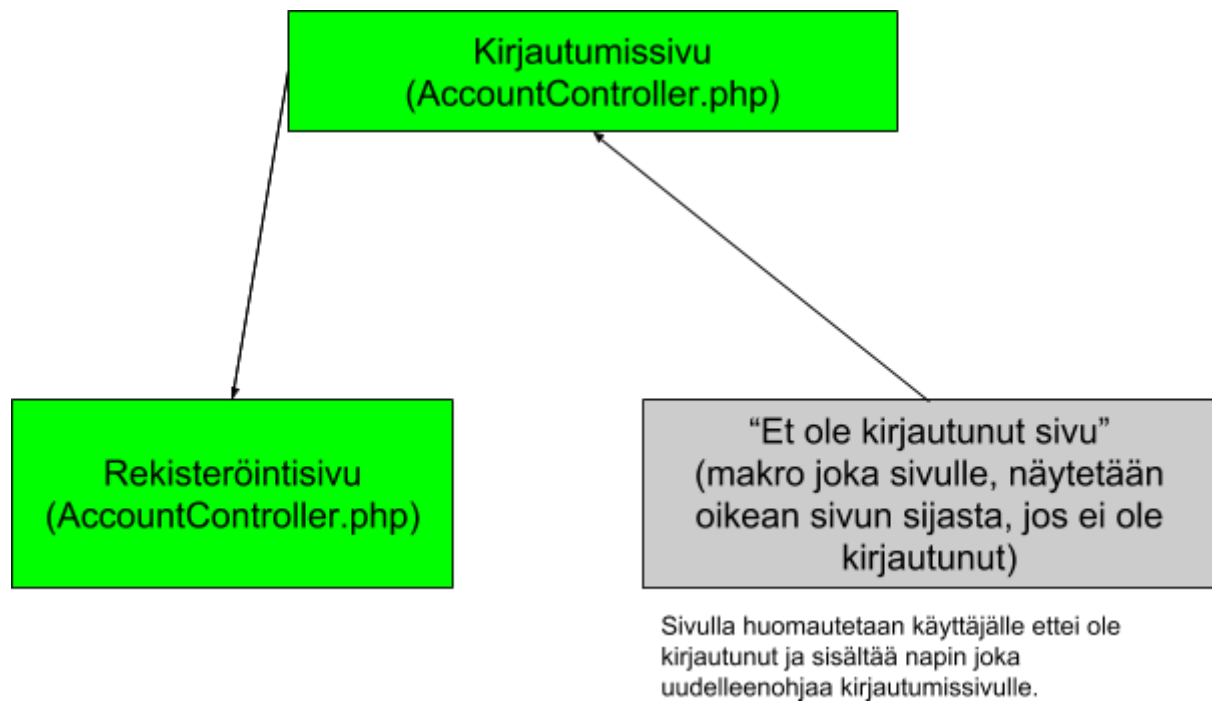 Kirjautumissivu
(AccountController.php)
Rekisteröintisivu
(AccountController.php)
“Et ole kirjautunut sivu”
(makro joka sivulle, näytetään
oikean sivun sijasta, jos ei ole
kirjautunut)
Sivulla huomautetaan käyttäjälle ettei ole
kirjautunut ja sisältää napin joka
uudelleenohjaa kirjautumissivulle.